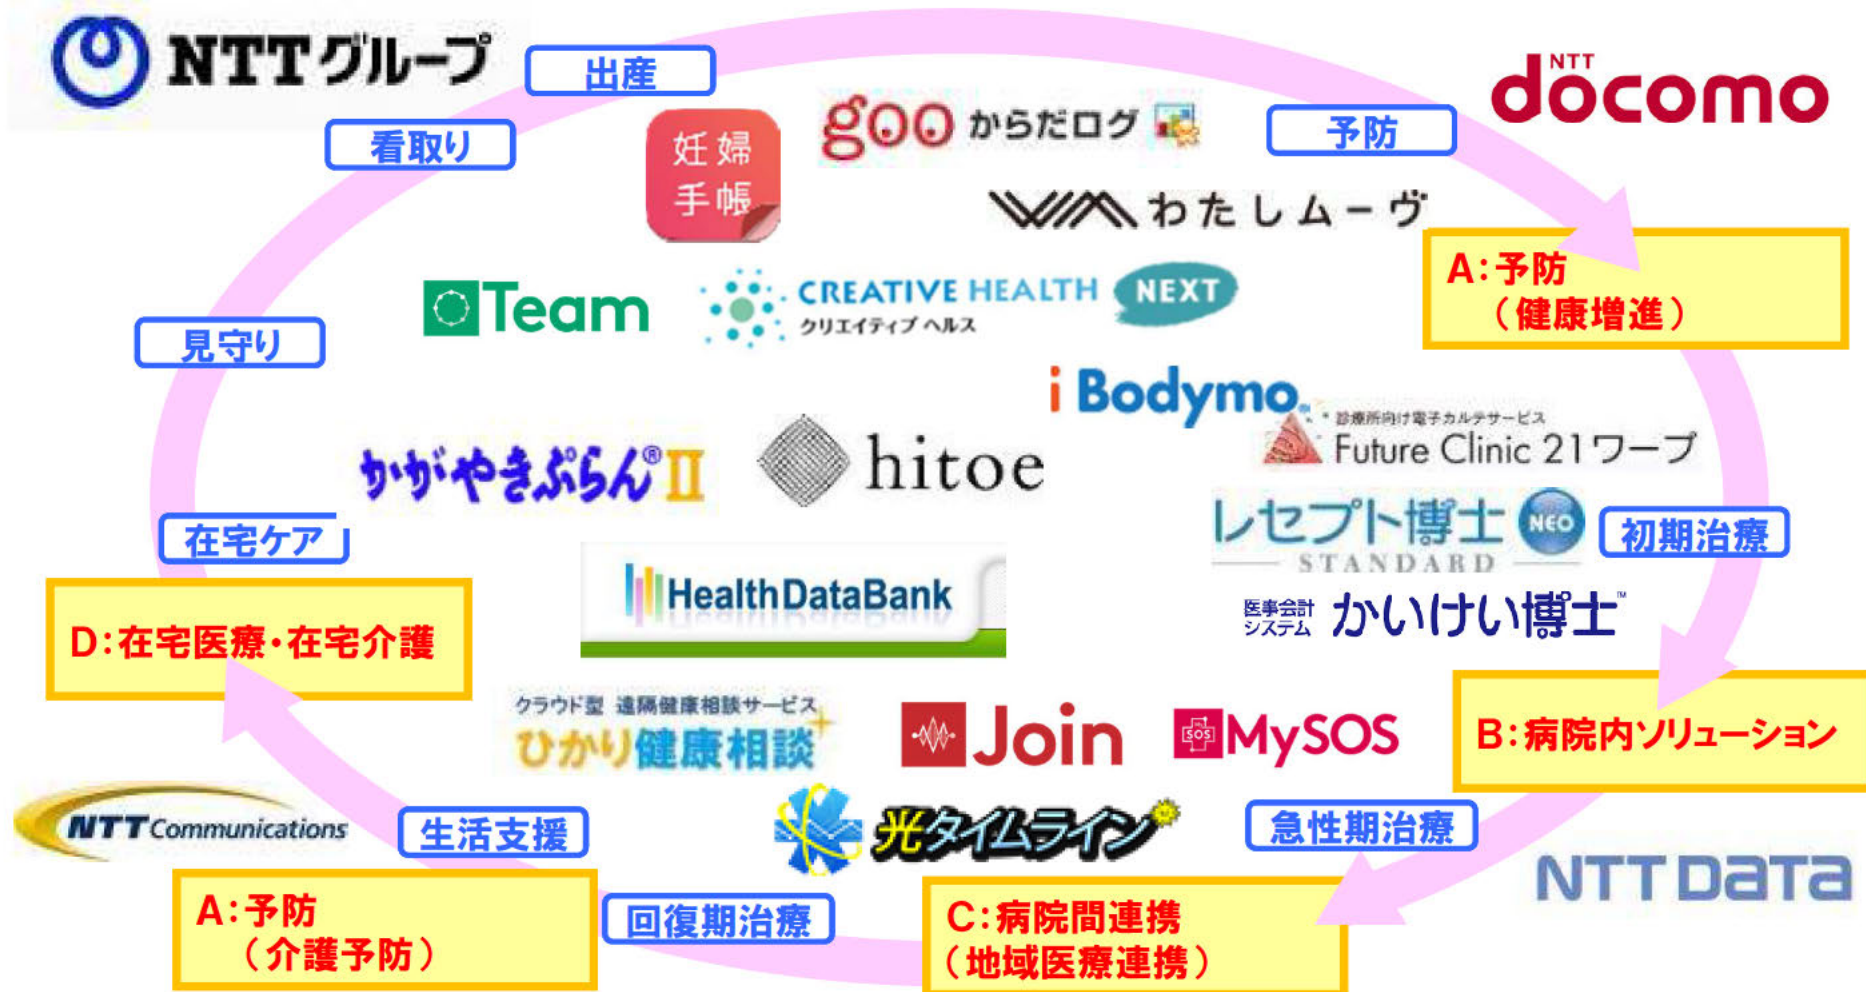 NTTグループ
出産
NTT
docomo
看取り
妊婦
手帳
gooからだログ
予防
わたしムーヴ
A:予防
(健康増進)
Team
CREATIVE HEALTH NEXT
クリエイティブ ヘルス
見守り
i Bodymo
診療所向け電子カルテサービス
Future Clinic 21ワープ
かがやきぷらん®II
hitoe
レセプト博士 NEO
STANDARD
初期治療
在宅ケア
HealthDataBank
医事会計
システム かいけい博士™
D:在宅医療・在宅介護
クラウド型 遠隔健康相談サービス
ひかり健康相談
Join
SOS
MySOS
B:病院内ソリューション
NTT Communications
生活支援
光タイムライン
急性期治療
NTT DATA
A:予防
(介護予防)
回復期治療
C:病院間連携
(地域医療連携)